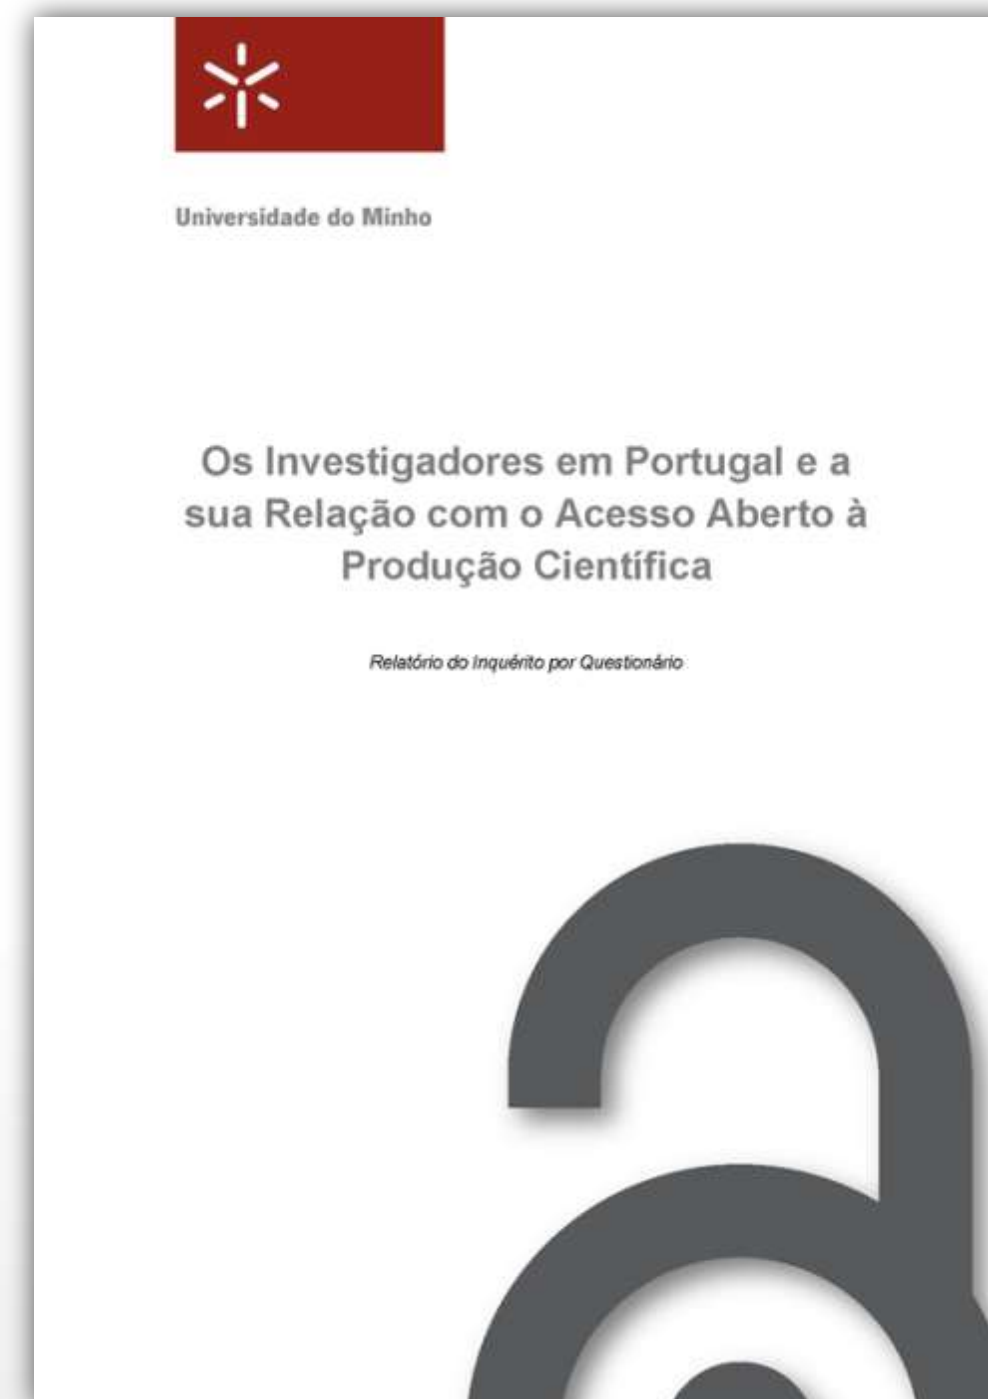 Universidade do Minho
Os Investigadores em Portugal e a
sua Relação com o Acesso Aberto à
Produção Científica
Relatório do Inquérito por Questionário